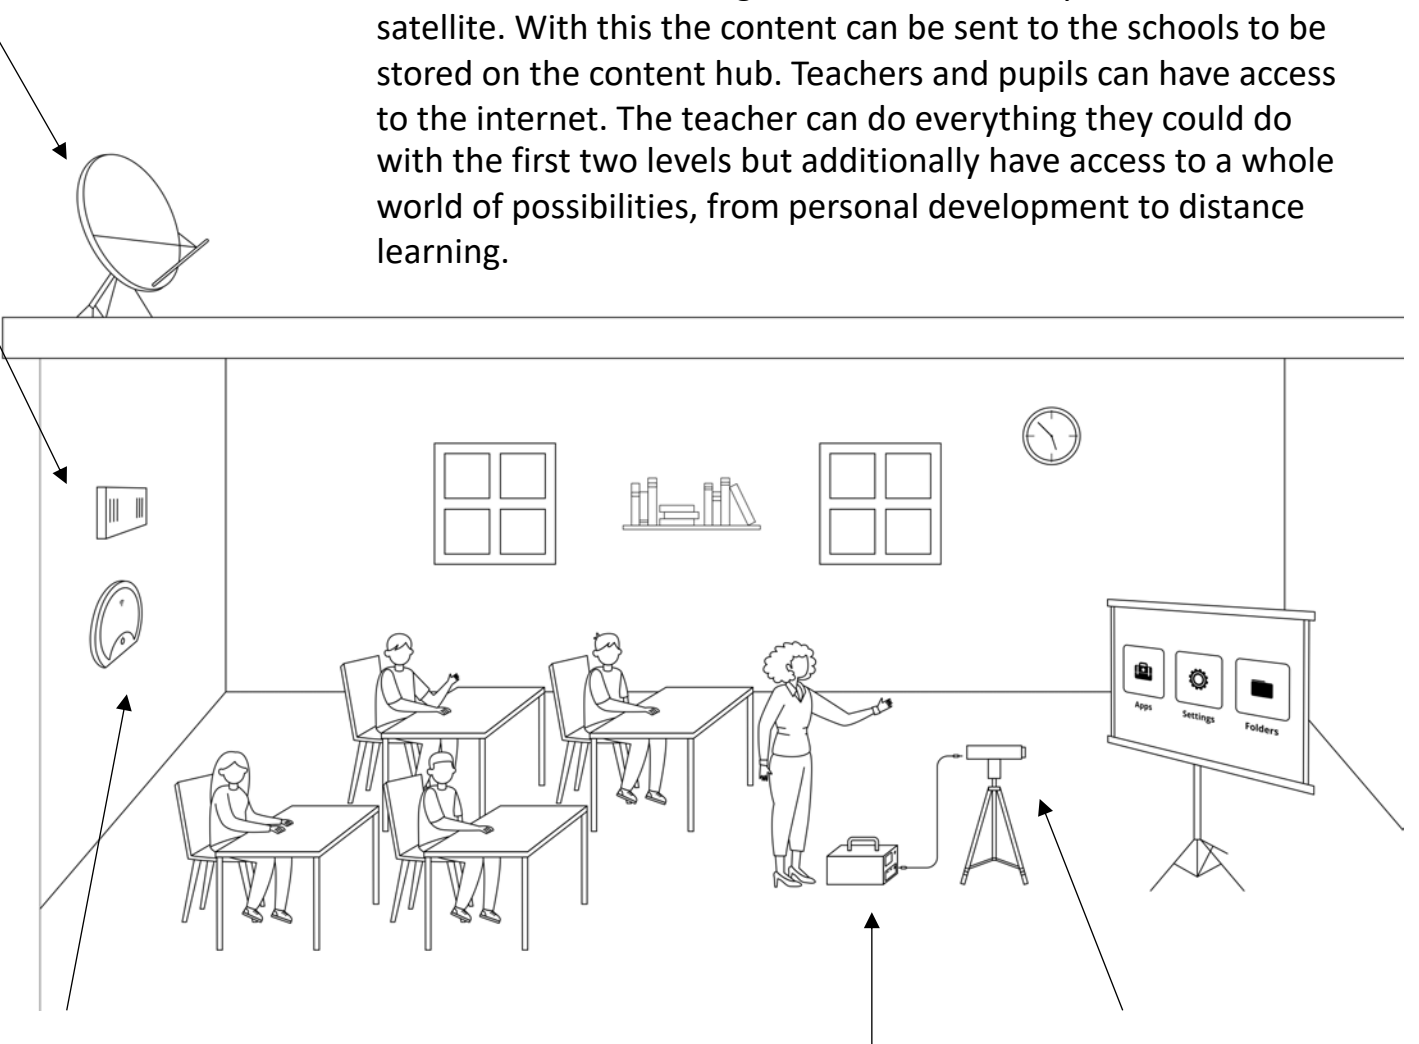 satellite. With this the content can be sent to the schools to be
stored on the content hub. Teachers and pupils can have access
to the internet. The teacher can do everything they could do
with the first two levels but additionally have access to a whole
world of possibilities, from personal development to distance
learning.
Apps
Settings
Folders